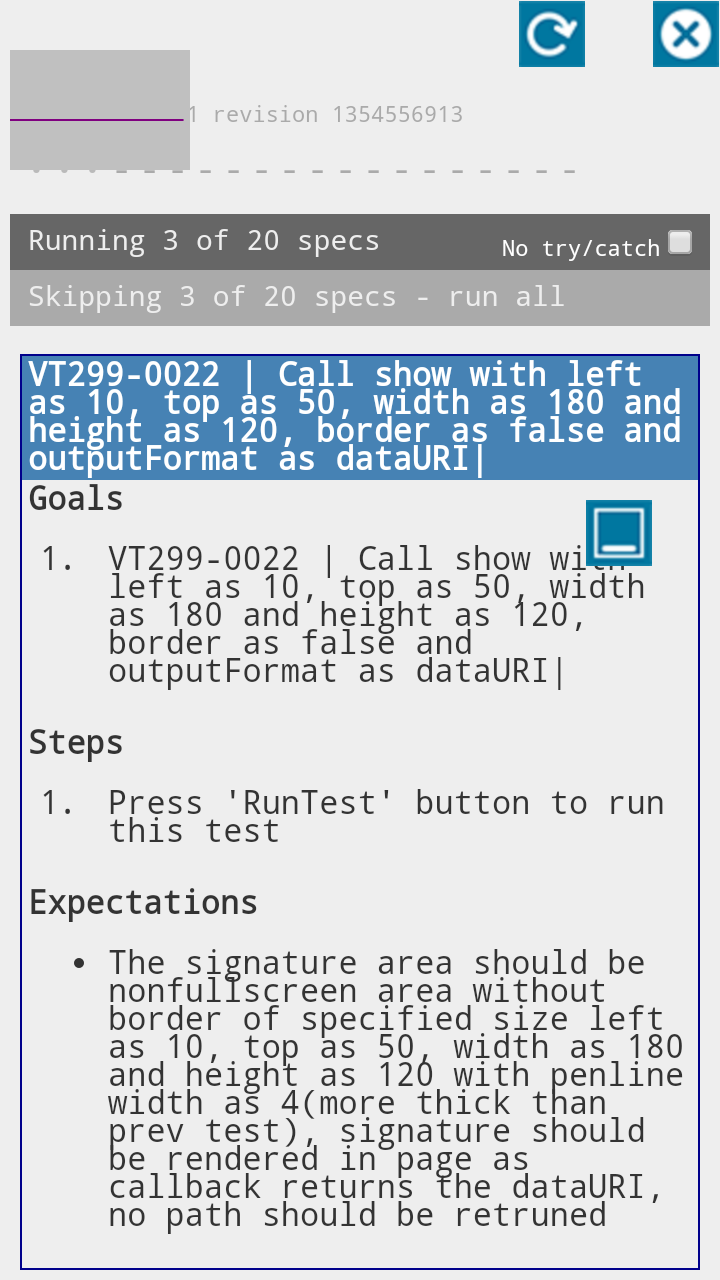 1 revision 1354556913
Running 3 of 20 specs
No try/catch
Skipping 3 of 20 specs - run all
VT299-0022 | Call show with left
as 10, top as 50, width as 180 and
height as 120, border as false and
outputFormat as dataURI|
Goals
1. VT299-0022 | Call show with
left as 10, top as 50, width
as 180 and height as 120,
border as false and
outputFormat as dataURI|
Steps
1. Press 'RunTest' button to run
this test
Expectations
• The signature area should be
nonfullscreen area without
border of specified size left
as 10, top as 50, width as 180
and height as 120 with penline
width as 4(more thick than
prev test), signature should
be rendered in page as
callback returns the dataURI,
no path should be retruned